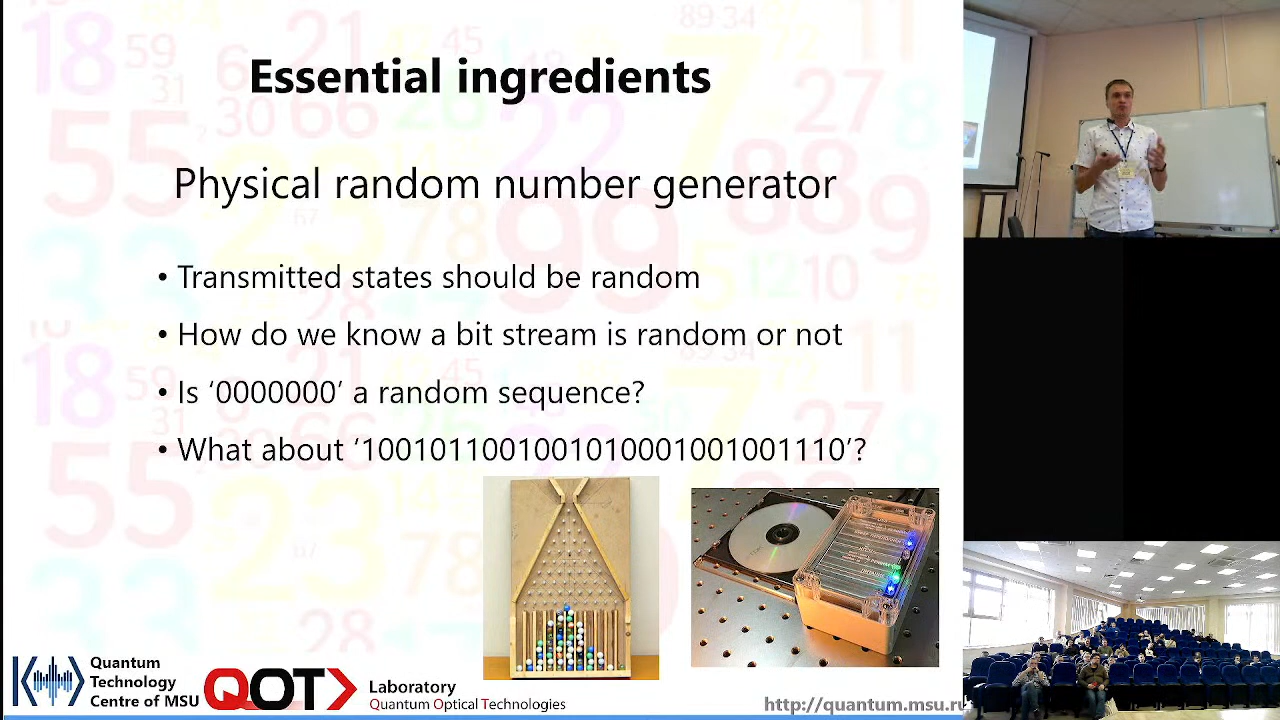 Essential ingredients
Physical random number generator
• Transmitted states should be random
• How do we know a bit stream is random or not
• Is ‘0000000’ a random sequence?
• What about ‘1001011001001010001001001110’?
Quantum
Technology
Centre of MSU
QOT
Laboratory
Quantum Optical Technologies
http://quantum.msu.ru